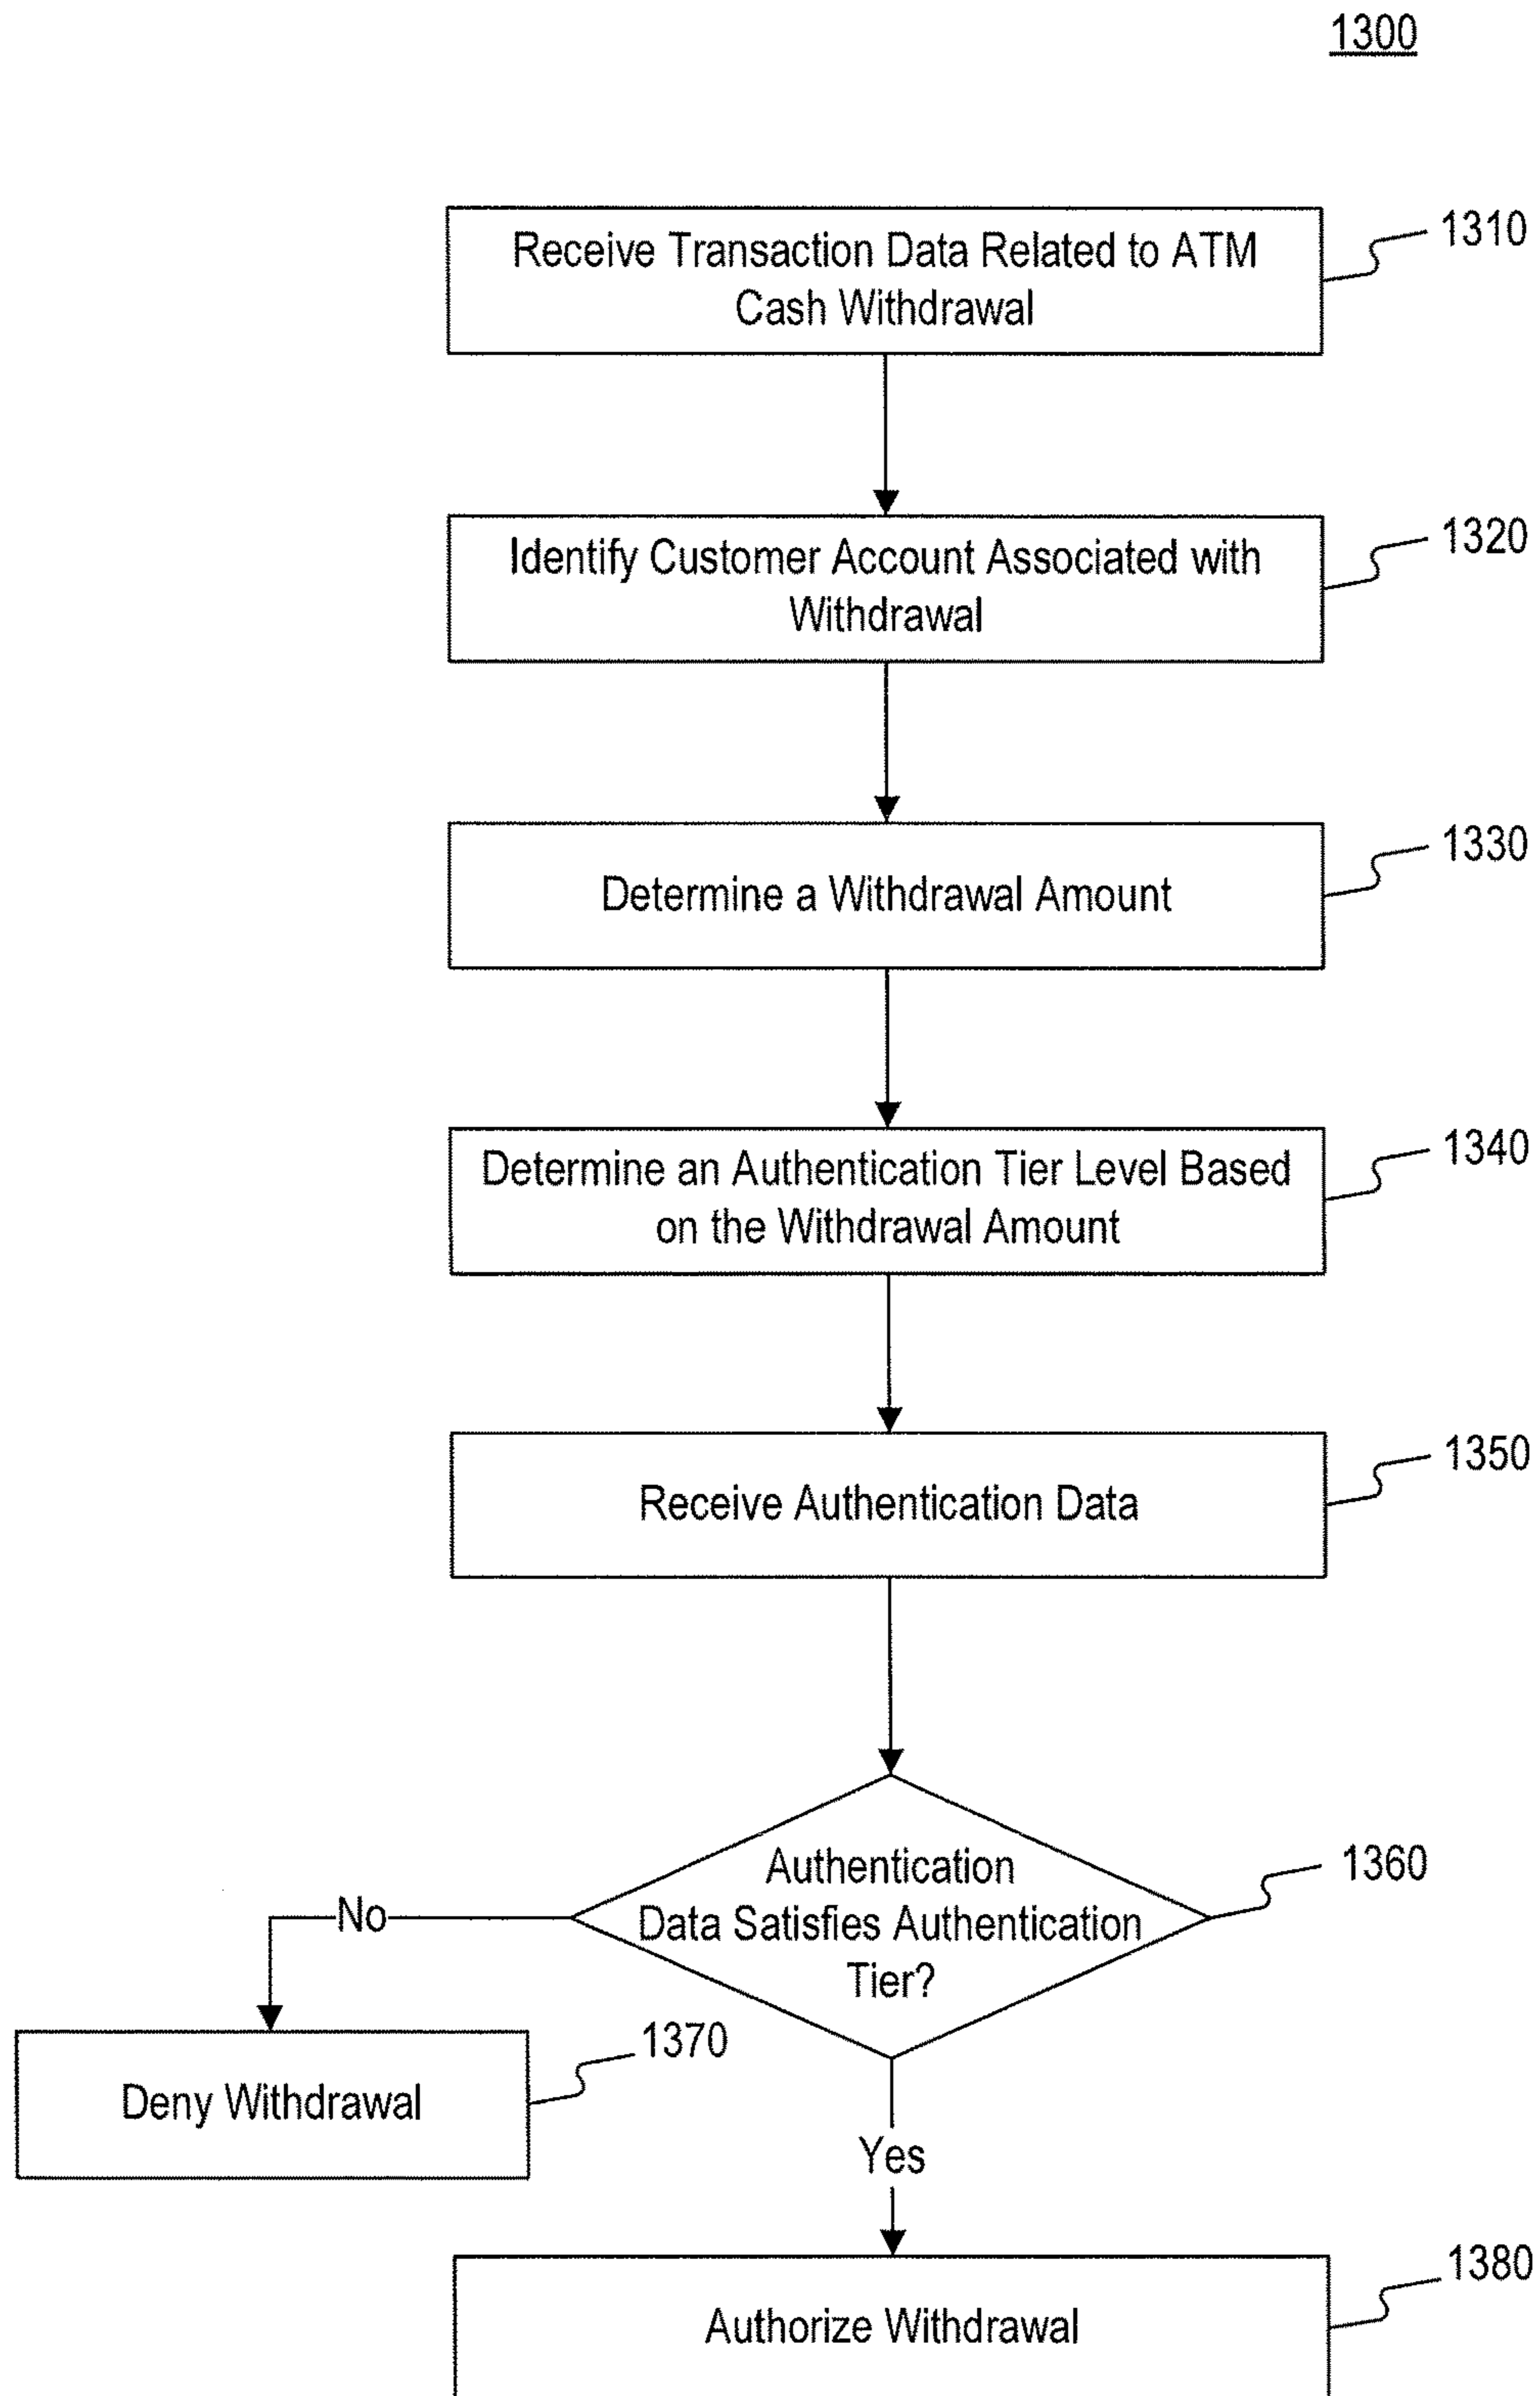 1300
Receive Transaction Data Related to ATM
Cash Withdrawal
1310
Identify Customer Account Associated with
Withdrawal
1320
Determine a Withdrawal Amount
1330
Determine an Authentication Tier Level Based
on the Withdrawal Amount
1340
Receive Authentication Data
1350
Authentication
Data Satisfies Authentication
Tier?
1360
No
Deny Withdrawal
1370
Yes
Authorize Withdrawal
1380